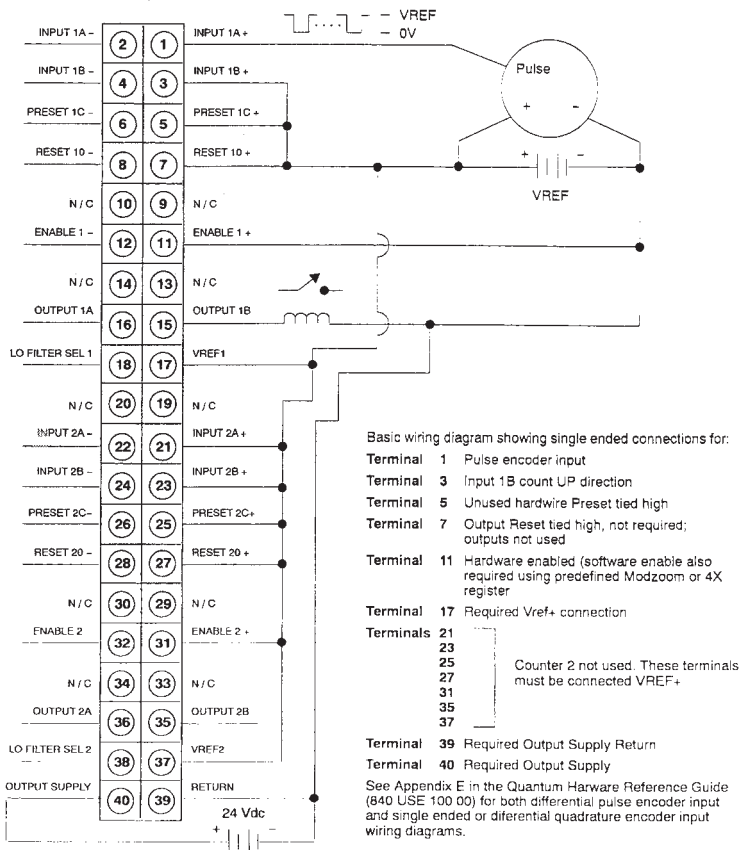 VREF
0V
INPUT 1A – 2 1 INPUT 1A +
Pulse
+ –
INPUT 1B – 4 3 INPUT 1B +
PRESET 1C – 6 5 PRESET 1C +
RESET 10 – 8 7 RESET 10 +
+ –
VREF
N / C 10 9 N / C
ENABLE 1 – 12 11 ENABLE 1 +
N / C 14 13 N / C
OUTPUT 1A 16 15 OUTPUT 1B
LO FILTER SEL 1 18 17 VREF1
N / C 20 19 N / C
INPUT 2A – 22 21 INPUT 2A +
INPUT 2B – 24 23 INPUT 2B +
PRESET 2C– 26 25 PRESET 2C+
RESET 20 – 28 27 RESET 20 +
N / C 30 29 N / C
ENABLE 2 32 31 ENABLE 2 +
N / C 34 33 N / C
OUTPUT 2A 36 35 OUTPUT 2B
LO FILTER SEL 2 38 37 VREF2
OUTPUT SUPPLY 40 39 RETURN
24 Vdc
+ –
Basic wiring diagram showing single ended connections for:
Terminal 1 Pulse encoder input
Terminal 3 Input 1B count UP direction
Terminal 5 Unused hardwire Preset tied high
Terminal 7 Output Reset tied high, not required;
outputs not used
Terminal 11 Hardware enabled (software enable also
required using predefined Modzoom or 4X
register
Terminal 17 Required Vref+ connection
Terminals 21
23
25 Counter 2 not used. These terminals
27 must be connected VREF+
31
35
37
Terminal 39 Required Output Supply Return
Terminal 40 Required Output Supply
See Appendix E in the Quantum Harware Reference Guide
(840 USE 100 00) for both differential pulse encoder input
and single ended or diferential quadrature encoder input
wiring diagrams.